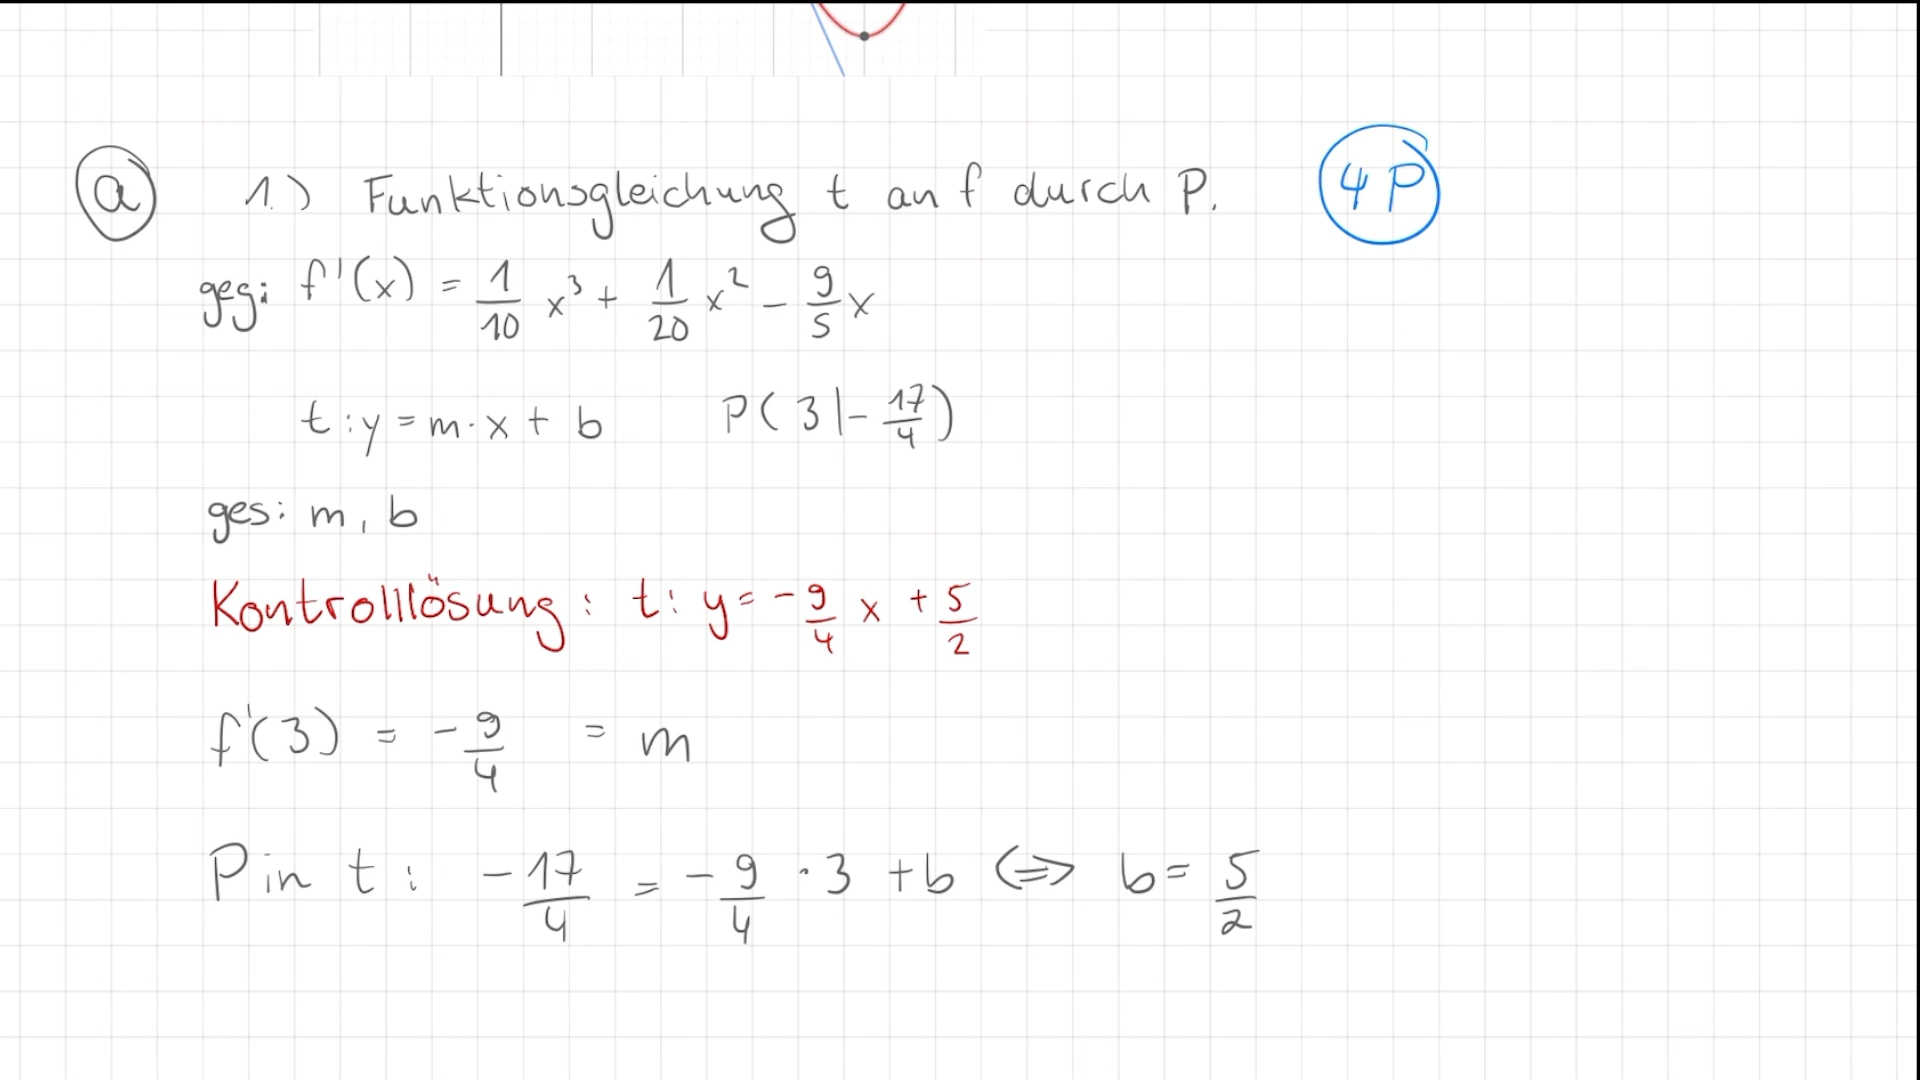 a 1.) Funktionsgleichung t an f durch P. 4 P
geg: f'(x) = 1/10 x³ + 1/20 x² - 9/5 x
t: y = m · x + b P(3|-17/4)
ges: m, b
Kontrolllösung: t: y = -9/4 x + 5/2
f'(3) = -9/4 = m
P in t: -17/4 = -9/4 · 3 + b ⟺ b = 5/2